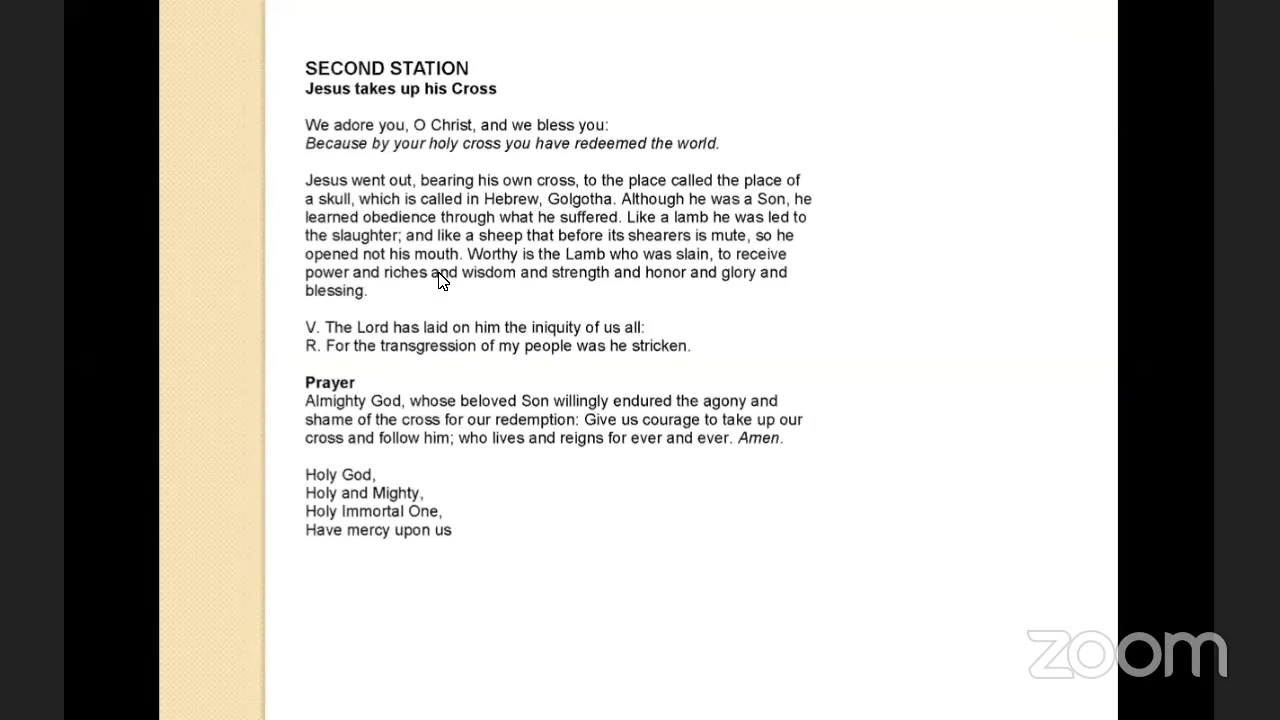 SECOND STATION
Jesus takes up his Cross
We adore you, O Christ, and we bless you:
Because by your holy cross you have redeemed the world.
Jesus went out, bearing his own cross, to the place called the place of
a skull, which is called in Hebrew, Golgotha. Although he was a Son, he
learned obedience through what he suffered. Like a lamb he was led to
the slaughter; and like a sheep that before its shearers is mute, so he
opened not his mouth. Worthy is the Lamb who was slain, to receive
power and riches and wisdom and strength and honor and glory and
blessing.
V. The Lord has laid on him the iniquity of us all:
R. For the transgression of my people was he stricken.
Prayer
Almighty God, whose beloved Son willingly endured the agony and
shame of the cross for our redemption: Give us courage to take up our
cross and follow him; who lives and reigns for ever and ever. Amen.
Holy God,
Holy and Mighty,
Holy Immortal One,
Have mercy upon us
zoom